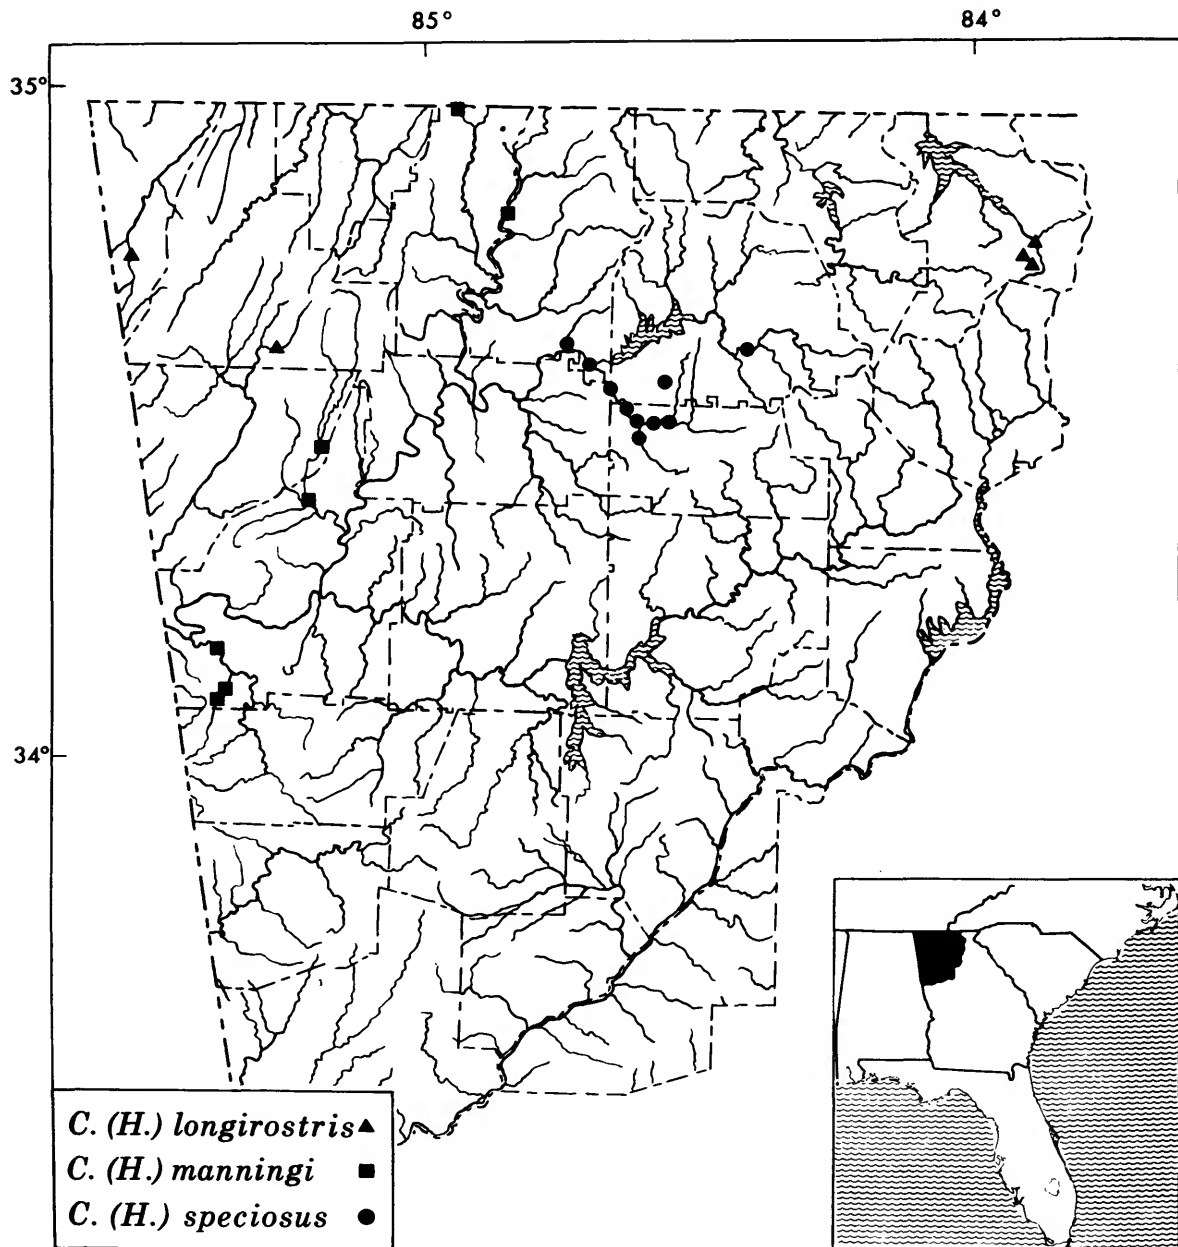 85° 84°
35°
34°
C. (H.) longirostris
C. (H.) manningi
C. (H.) speciosus